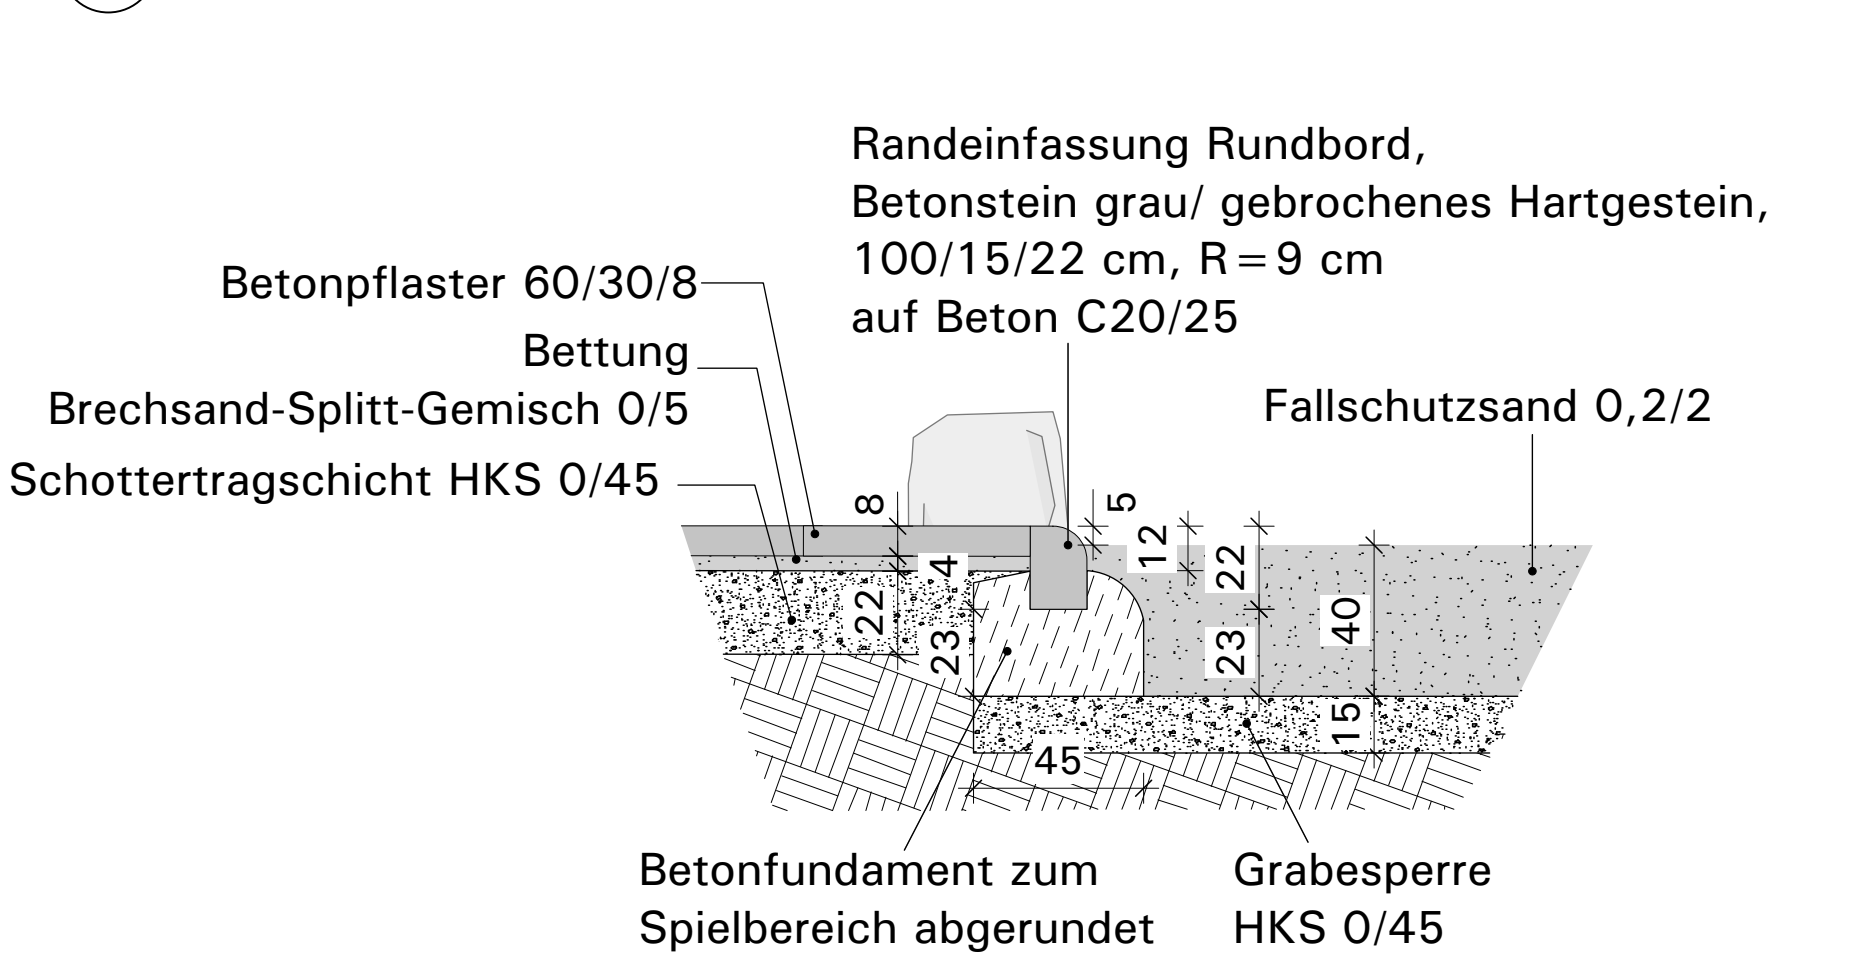 Randeinfassung Rundbord,
Betonstein grau/ gebrochenes Hartgestein,
100/15/22 cm, R=9 cm
auf Beton C20/25
Betonpflaster 60/30/8
Bettung
Brechsand-Splitt-Gemisch 0/5
Schottertragschicht HKS 0/45
Fallschutzsand 0,2/2
8
4
22
23
5
12
22
23
40
15
45
Betonfundament zum
Spielbereich abgerundet
Grabesperre
HKS 0/45